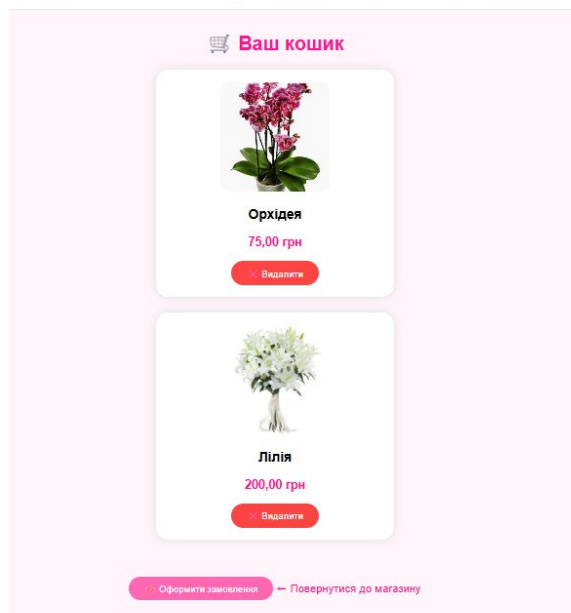 🛒 Ваш кошик
Орхідея
75,00 грн
❌ Видалити
Лілія
200,00 грн
❌ Видалити
Оформити замовлення ← Повернутися до магазину